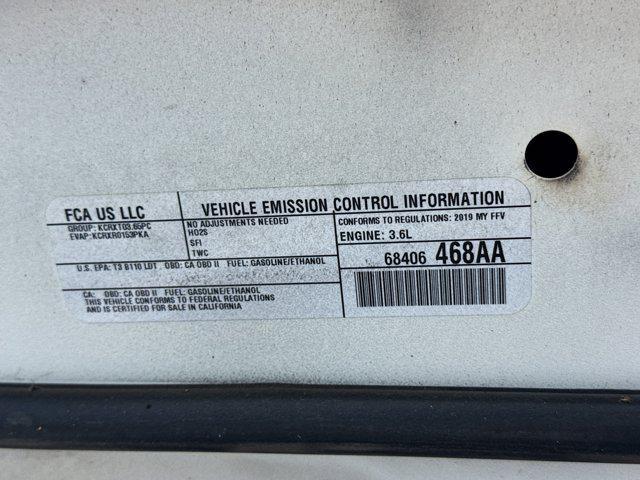 FCA US LLC
GROUP: KCRXT03.65PC
EVAP: KCRXR0153PKA
VEHICLE EMISSION CONTROL INFORMATION
NO ADJUSTMENTS NEEDED
HO2S
SFI
TWC
CONFORMS TO REGULATIONS: 2019 MY FFV
ENGINE: 3.6L
U.S. EPA: T3 B110 LDT OBD: CA OBD II FUEL: GASOLINE/ETHANOL
68406 468AA
CA: OBD: CA OBD II FUEL: GASOLINE/ETHANOL
THIS VEHICLE CONFORMS TO FEDERAL REGULATIONS
AND IS CERTIFIED FOR SALE IN CALIFORNIA